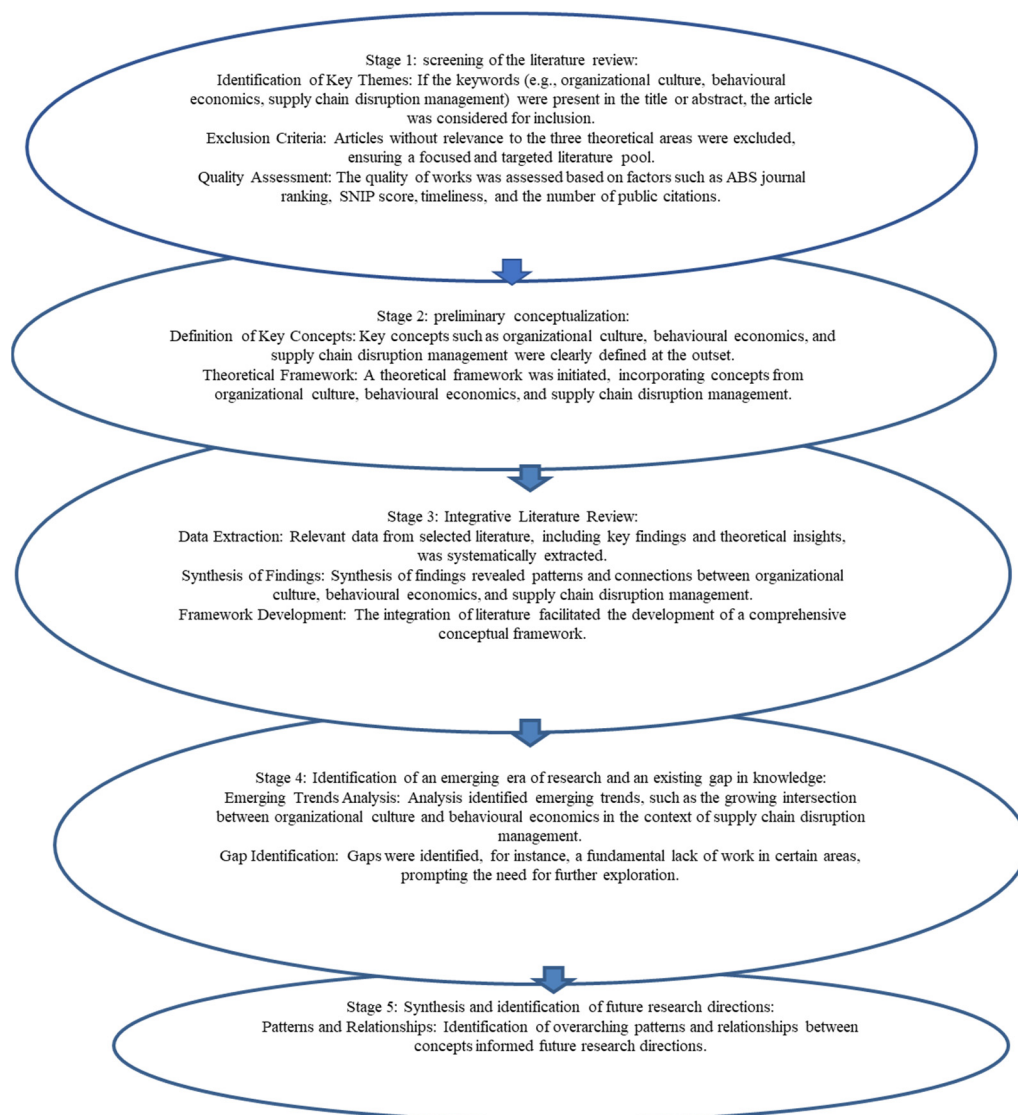 Stage 1: screening of the literature review:
Identification of Key Themes: If the keywords (e.g., organizational culture, behavioural
economics, supply chain disruption management) were present in the title or abstract, the article
was considered for inclusion.
Exclusion Criteria: Articles without relevance to the three theoretical areas were excluded,
ensuring a focused and targeted literature pool.
Quality Assessment: The quality of works was assessed based on factors such as ABS journal
ranking, SNIP score, timeliness, and the number of public citations.
Stage 2: preliminary conceptualization:
Definition of Key Concepts: Key concepts such as organizational culture, behavioural economics, and
supply chain disruption management were clearly defined at the outset.
Theoretical Framework: A theoretical framework was initiated, incorporating concepts from
organizational culture, behavioural economics, and supply chain disruption management.
Stage 3: Integrative Literature Review:
Data Extraction: Relevant data from selected literature, including key findings and theoretical insights,
was systematically extracted.
Synthesis of Findings: Synthesis of findings revealed patterns and connections between organizational
culture, behavioural economics, and supply chain disruption management.
Framework Development: The integration of literature facilitated the development of a comprehensive
conceptual framework.
Stage 4: Identification of an emerging era of research and an existing gap in knowledge:
Emerging Trends Analysis: Analysis identified emerging trends, such as the growing intersection
between organizational culture and behavioural economics in the context of supply chain disruption
management.
Gap Identification: Gaps were identified, for instance, a fundamental lack of work in certain areas,
prompting the need for further exploration.
Stage 5: Synthesis and identification of future research directions:
Patterns and Relationships: Identification of overarching patterns and relationships between
concepts informed future research directions.